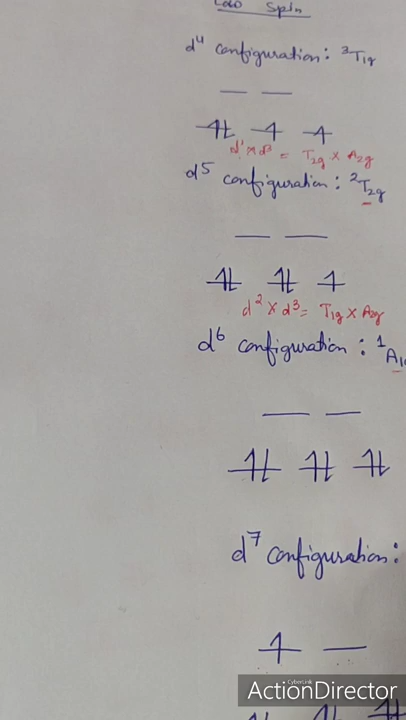 Low Spin
d⁴ configuration : ³T₁g
d¹ × d³ = T₂g × A₂g
d⁵ configuration : ²T₂g
d² × d³ = T₁g × A₂g
d⁶ configuration : ¹A₁
d⁷ configuration :
CyberLink
ActionDirector